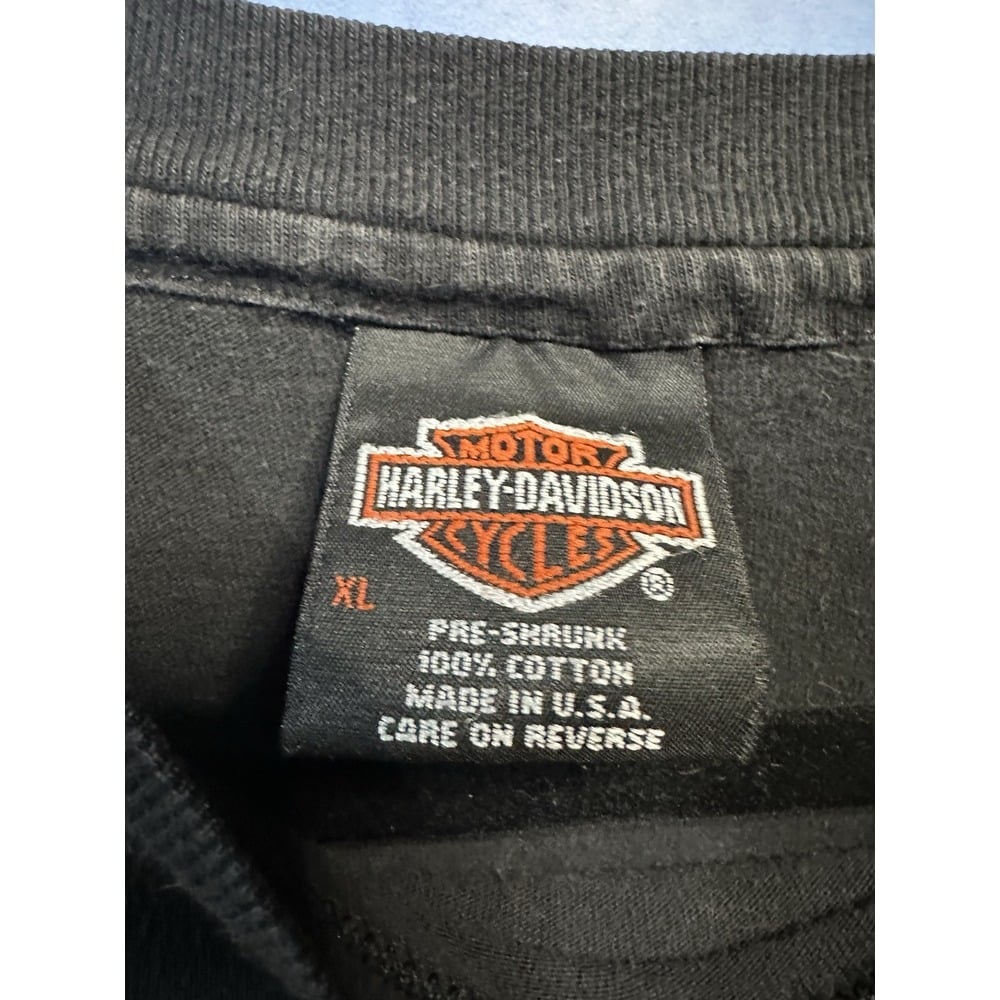 MOTOR
HARLEY-DAVIDSON
CYCLES
®
XL
PRE-SHRUNK
100% COTTON
MADE IN U.S.A.
CARE ON REVERSE